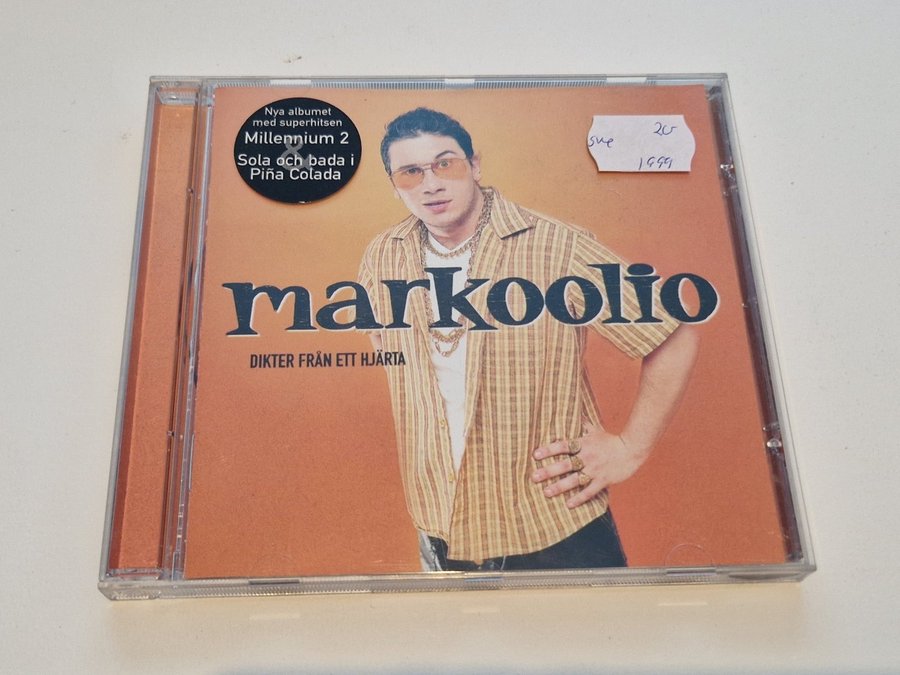 Nya albumet
med superhitsen
Millennium 2
&
Sola och bada i
Piña Colada
sve 20
1999
markoolio
DIKTER FRÅN ETT HJÄRTA